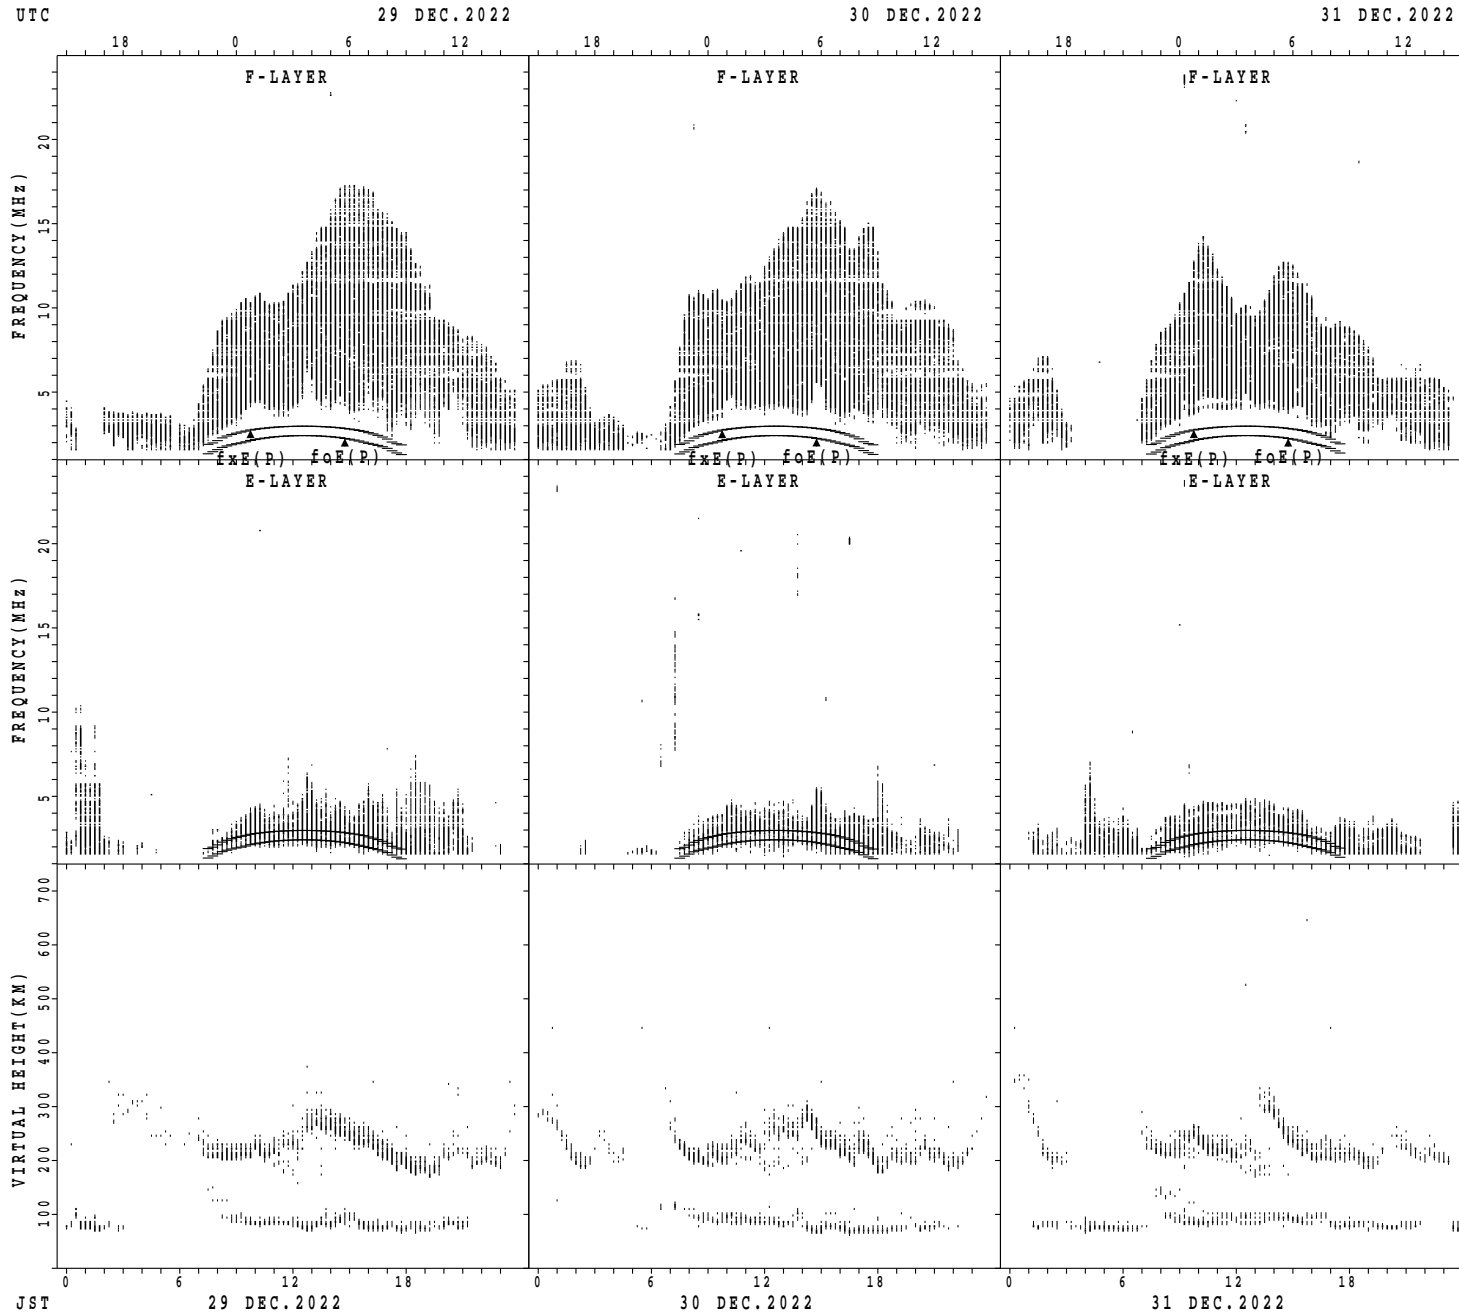 UTC 29 DEC.2022 30 DEC.2022 31 DEC.2022
18 0 6 12 18 0 6 12 18 0 6 12
F-LAYER F-LAYER F-LAYER
FREQUENCY(MHz)
20
15
10
5
fxE(P) foE(P) fxE(P) foE(P) fxE(P) foE(P)
E-LAYER E-LAYER E-LAYER
FREQUENCY(MHz)
20
15
10
5
VIRTUAL HEIGHT(KM)
700
600
500
400
300
200
100
0 6 12 18 0 6 12 18 0 6 12 18
JST 29 DEC.2022 30 DEC.2022 31 DEC.2022